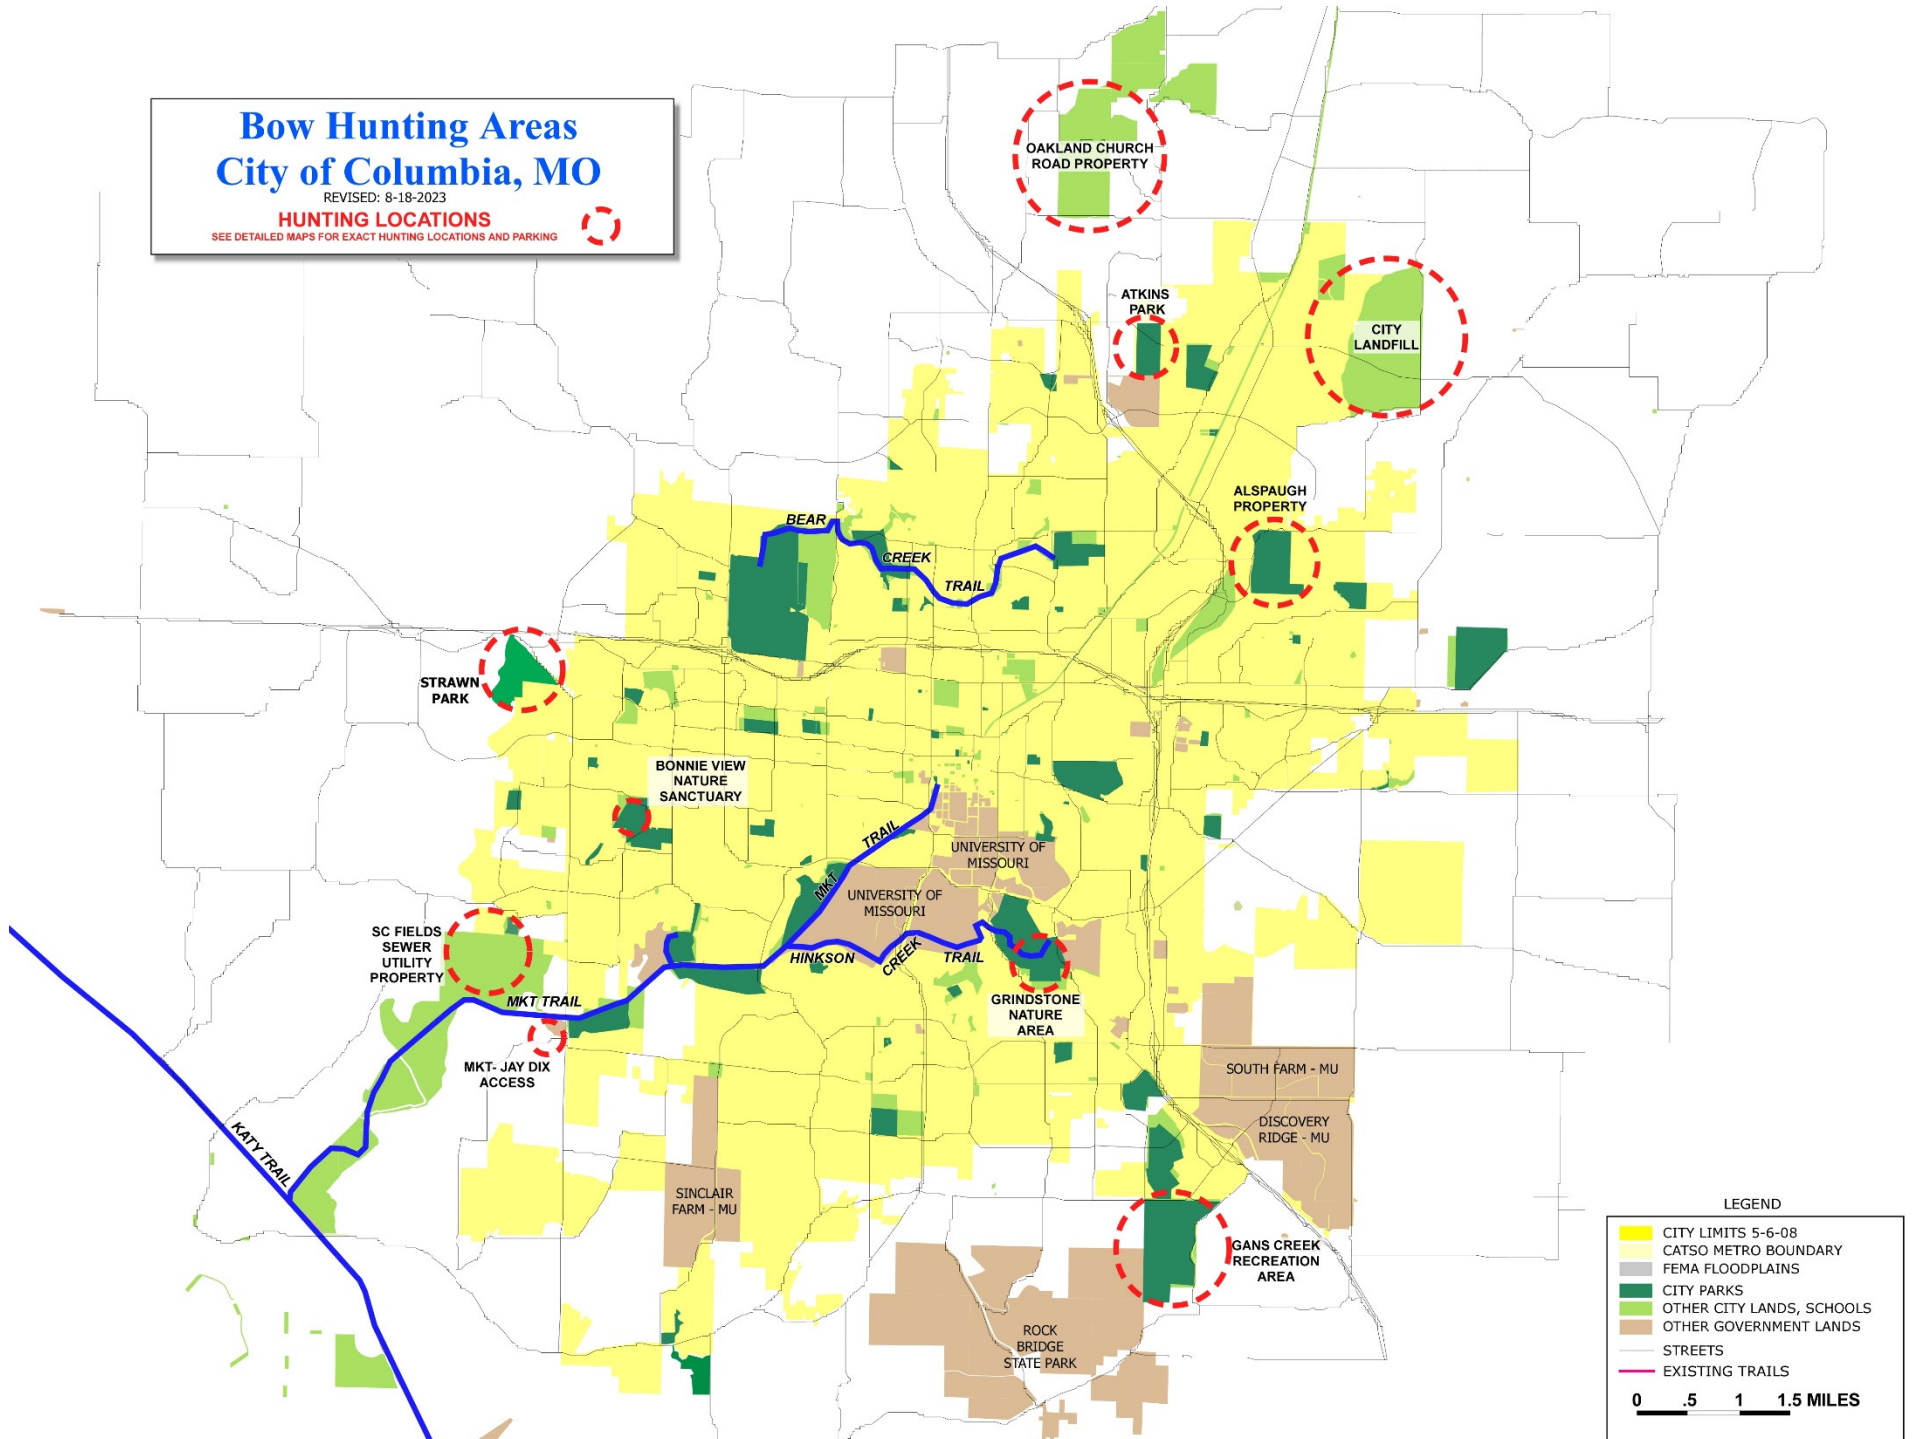 Bow Hunting Areas
City of Columbia, MO
REVISED: 8-18-2023
HUNTING LOCATIONS
SEE DETAILED MAPS FOR EXACT HUNTING LOCATIONS AND PARKING
OAKLAND CHURCH
ROAD PROPERTY
ATKINS
PARK
CITY
LANDFILL
ALSPAUGH
PROPERTY
BEAR
CREEK
TRAIL
STRAWN
PARK
BONNIE VIEW
NATURE
SANCTUARY
TRAIL
MKT
UNIVERSITY OF
MISSOURI
UNIVERSITY OF
MISSOURI
SC FIELDS
SEWER
UTILITY
PROPERTY
HINKSON
CREEK
TRAIL
MKT TRAIL
GRINDSTONE
NATURE
AREA
MKT- JAY DIX
ACCESS
SOUTH FARM - MU
DISCOVERY
RIDGE - MU
KATY TRAIL
SINCLAIR
FARM - MU
GANS CREEK
RECREATION
AREA
ROCK
BRIDGE
STATE PARK
LEGEND
CITY LIMITS 5-6-08
CATSO METRO BOUNDARY
FEMA FLOODPLAINS
CITY PARKS
OTHER CITY LANDS, SCHOOLS
OTHER GOVERNMENT LANDS
STREETS
EXISTING TRAILS
0 .5 1 1.5 MILES